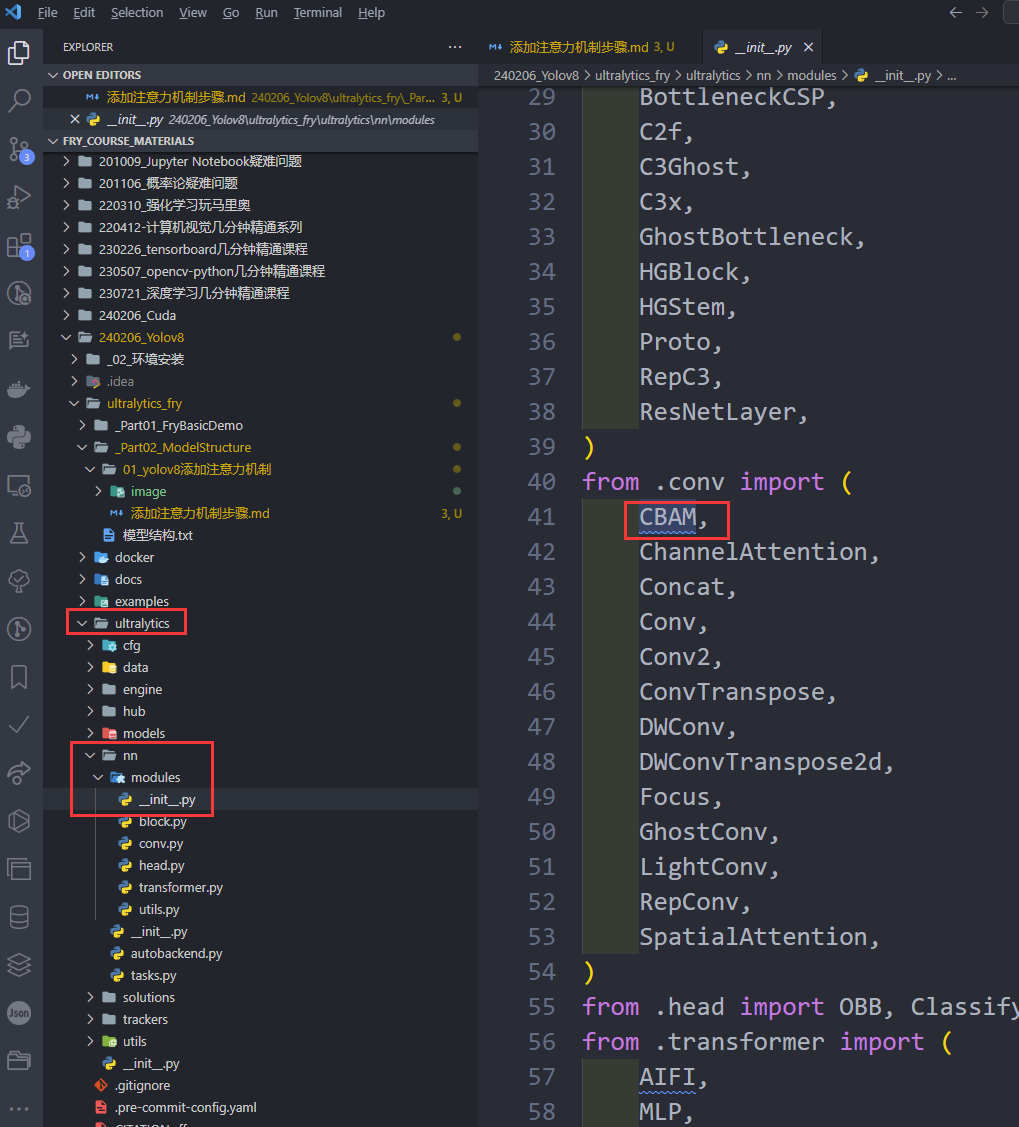 File Edit Selection View Go Run Terminal Help
EXPLORER
OPEN EDITORS
添加注意力机制步骤.md 240206_Yolov8\ultralytics_fry\_Par... 3, U
__init__.py 240206_Yolov8\ultralytics_fry\ultralytics\nn\modules
FRY_COURSE_MATERIALS
201009_Jupyter Notebook疑难问题
201106_概率论疑难问题
220310_强化学习玩马里奥
220412-计算机视觉几分钟精通系列
230226_tensorboard几分钟精通课程
230507_opencv-python几分钟精通课程
230721_深度学习几分钟精通课程
240206_Cuda
240206_Yolov8
_02_环境安装
.idea
ultralytics_fry
_Part01_FryBasicDemo
_Part02_ModelStructure
01_yolov8添加注意力机制
image
添加注意力机制步骤.md 3, U
模型结构.txt
docker
docs
examples
ultralytics
cfg
data
engine
hub
models
nn
modules
__init__.py
block.py
conv.py
head.py
transformer.py
utils.py
__init__.py
autobackend.py
tasks.py
solutions
trackers
utils
__init__.py
.gitignore
.pre-commit-config.yaml
3
1
Json
添加注意力机制步骤.md 3, U
__init__.py
240206_Yolov8 > ultralytics_fry > ultralytics > nn > modules > __init__.py > ...
29 BottleneckCSP,
30 C2f,
31 C3Ghost,
32 C3x,
33 GhostBottleneck,
34 HGBlock,
35 HGStem,
36 Proto,
37 RepC3,
38 ResNetLayer,
39 )
40 from .conv import (
41 CBAM,
42 ChannelAttention,
43 Concat,
44 Conv,
45 Conv2,
46 ConvTranspose,
47 DWConv,
48 DWConvTranspose2d,
49 Focus,
50 GhostConv,
51 LightConv,
52 RepConv,
53 SpatialAttention,
54 )
55 from .head import OBB, Classify
56 from .transformer import (
57 AIFI,
58 MLP,